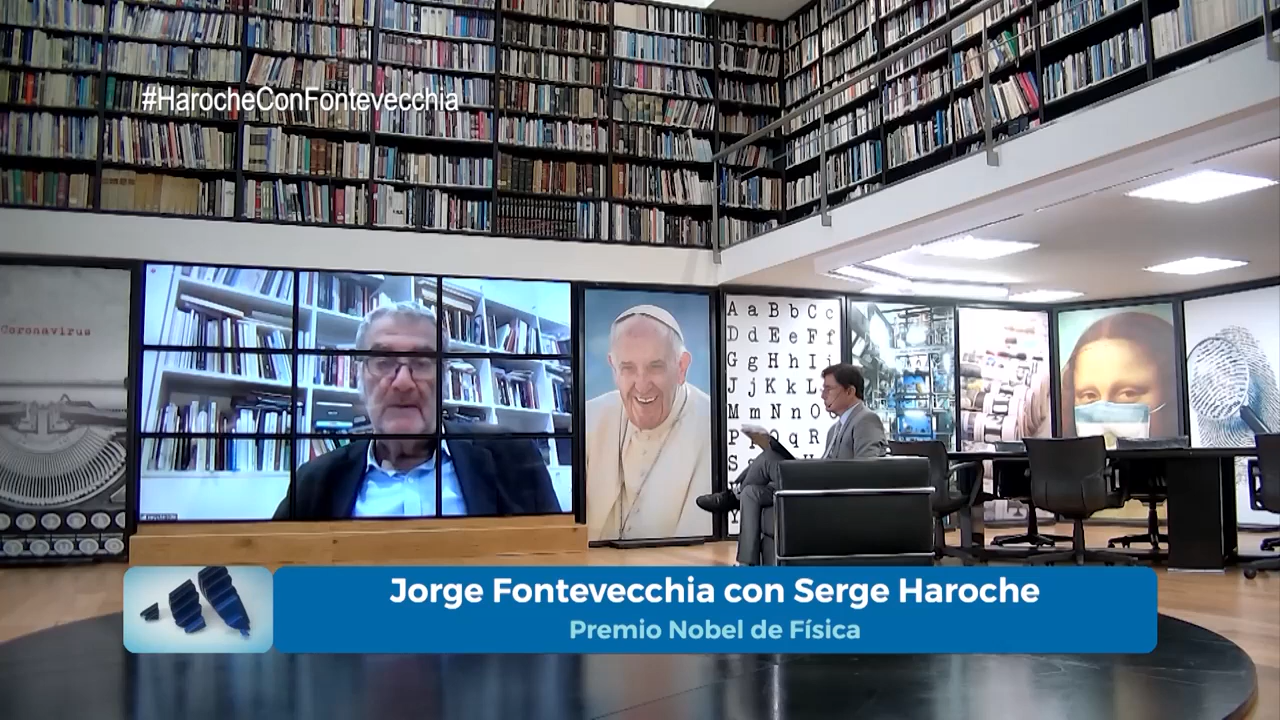 #HarocheConFontevecchia
Coronavirus
A a B b C c
D d E e F f
G g H h I i
J j K k L
M m N n O
P p Q q R
S s
Y
Jorge Fontevecchia con Serge Haroche
Premio Nobel de Física